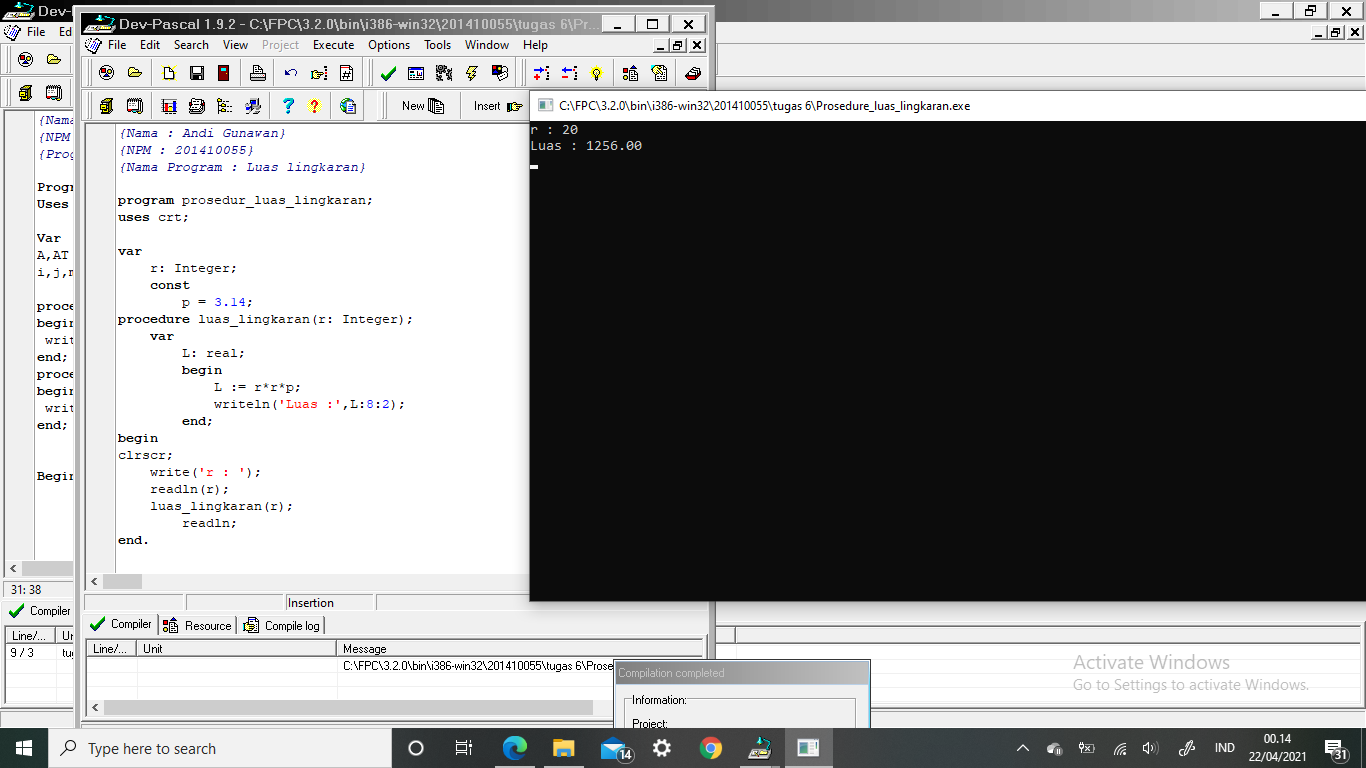 Dev-
File Ed
Dev-Pascal 1.9.2 - C:\FPC\3.2.0\bin\i386-win32\201410055\tugas 6\Pro...
File Edit Search View Project Execute Options Tools Window Help
New Insert
C:\FPC\3.2.0\bin\i386-win32\201410055\tugas 6\Prosedure_luas_lingkaran.exe
r : 20
Luas : 1256.00
{Nama
{NPM
{Prog
Progr
Uses
Var
A,AT
i,j,m
proce
begin
writ
end;
proce
begin
writ
end;
Begin
{Nama : Andi Gunawan}
{NPM : 201410055}
{Nama Program : Luas lingkaran}
program prosedur_luas_lingkaran;
uses crt;
var
r: Integer;
const
p = 3.14;
procedure luas_lingkaran(r: Integer);
var
L: real;
begin
L := r*r*p;
writeln('Luas :',L:8:2);
end;
begin
clrscr;
write('r : ');
readln(r);
luas_lingkaran(r);
readln;
end.
31: 38
Insertion
Compiler
Line/... Ur
9 / 3 tug
Compiler Resource Compile log
Line/... Unit Message
C:\FPC\3.2.0\bin\i386-win32\201410055\tugas 6\Prose
Compilation completed
Information:
Project:
Activate Windows
Go to Settings to activate Windows.
Type here to search
14
IND
00.14
22/04/2021
31